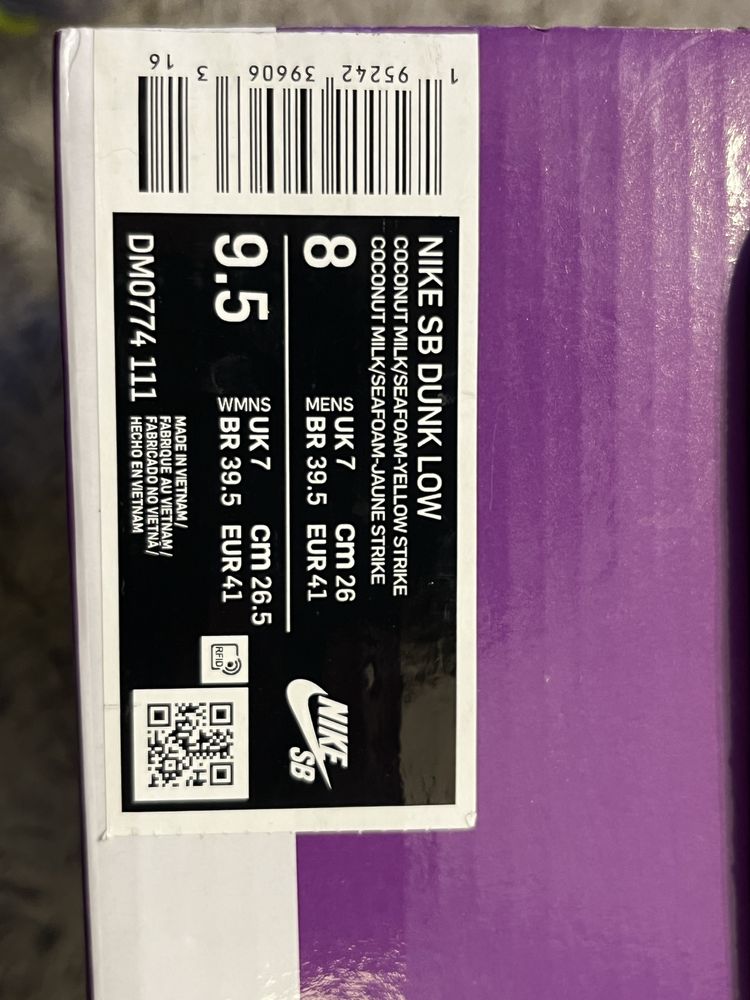 1 95242 39606 3 16
NIKE SB DUNK LOW
COCONUT MILK/SEAFOAM-YELLOW STRIKE
COCONUT MILK/SEAFOAM-JAUNE STRIKE
8
MENS
UK 7 cm 26
BR 39.5 EUR 41
9.5
WMNS
UK 7 cm 26.5
BR 39.5 EUR 41
DM0774 111
MADE IN VIETNAM/
FABRIQUE AU VIETNAM/
FABRICADO NO VIETNÃ/
HECHO EN VIETNAM
RFID
NIKE
SB